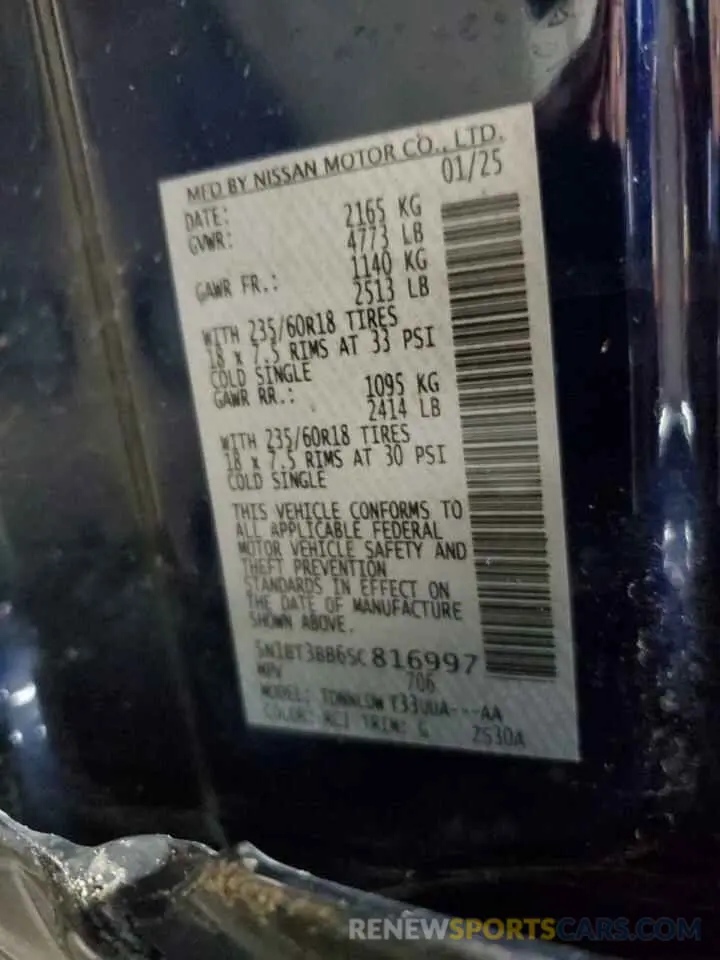 MFD BY NISSAN MOTOR CO., LTD.
DATE: 01/25
GVWR: 2165 KG
4773 LB
GAWR FR.: 1140 KG
2513 LB
WITH 235/60R18 TIRES
18 x 7.5 RIMS AT 33 PSI
COLD SINGLE
GAWR RR.: 1095 KG
2414 LB
WITH 235/60R18 TIRES
18 x 7.5 RIMS AT 30 PSI
COLD SINGLE
THIS VEHICLE CONFORMS TO
ALL APPLICABLE FEDERAL
MOTOR VEHICLE SAFETY AND
THEFT PREVENTION
STANDARDS IN EFFECT ON
THE DATE OF MANUFACTURE
SHOWN ABOVE.
5N1BT3BB6SC816997
MPV 706
MODEL:
COLOR: TRIM: G 2530A
RENEWSPORTSCARS.COM